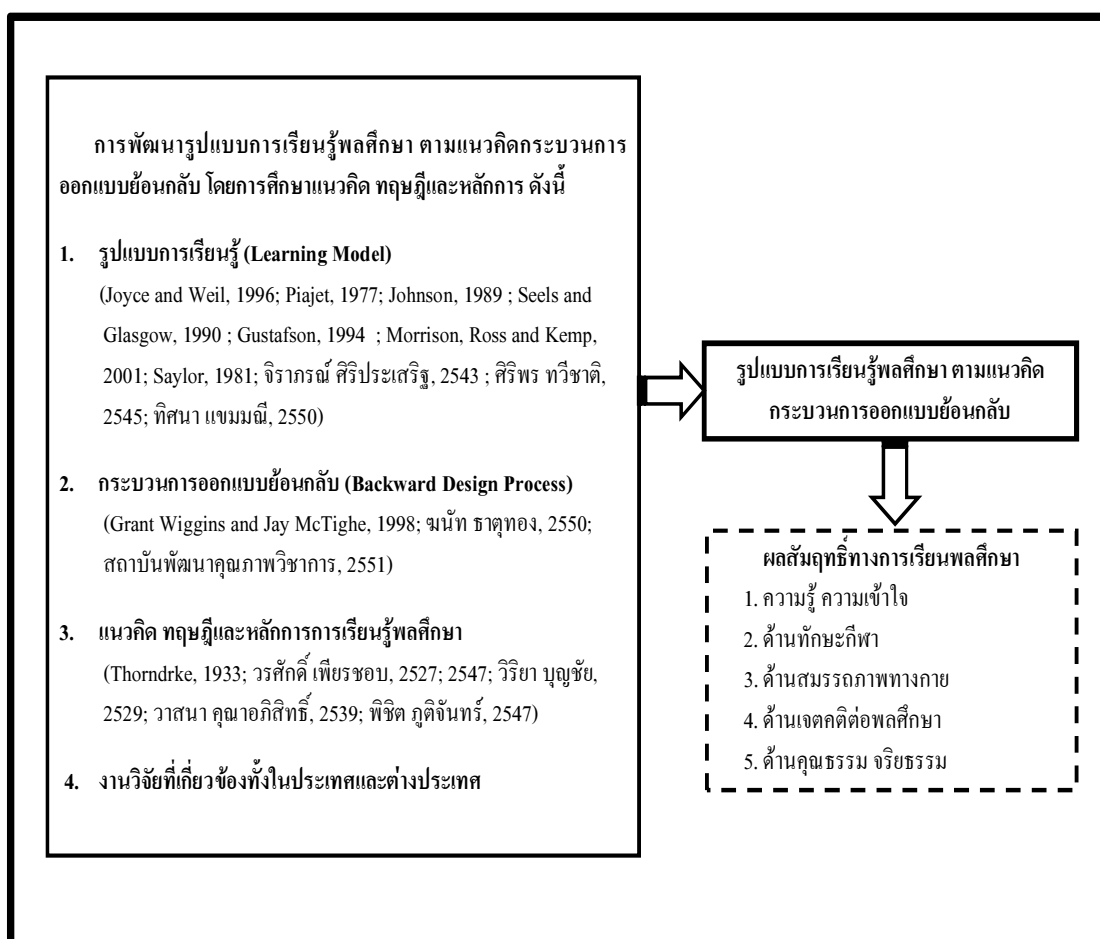 การพัฒนารูปแบบการเรียนรู้พลศึกษา ตามแนวคิดกระบวนการ
ออกแบบย้อนกลับ โดยการศึกษาแนวคิด ทฤษฎีและหลักการ ดังนี้
1. รูปแบบการเรียนรู้ (Learning Model)
(Joyce and Weil, 1996; Piajet, 1977; Johnson, 1989 ; Seels and
Glasgow, 1990 ; Gustafson, 1994 ; Morrison, Ross and Kemp,
2001; Saylor, 1981; จิราภรณ์ ศิริประเสริฐ, 2543 ; ศิริพร ทวีชาติ,
2545; ทิศนา แขมมณี, 2550)
2. กระบวนการออกแบบย้อนกลับ (Backward Design Process)
(Grant Wiggins and Jay McTighe, 1998; ฆนัท ธาตุทอง, 2550;
สถาบันพัฒนาคุณภาพวิชาการ, 2551)
3. แนวคิด ทฤษฎีและหลักการการเรียนรู้พลศึกษา
(Thorndrke, 1933; วรศักดิ์ เพียรชอบ, 2527; 2547; วิริยา บุญชัย,
2529; วาสนา คุณาอภิสิทธิ์, 2539; พิชิต ภูติจันทร์, 2547)
4. งานวิจัยที่เกี่ยวข้องทั้งในประเทศและต่างประเทศ
รูปแบบการเรียนรู้พลศึกษา ตามแนวคิด
กระบวนการออกแบบย้อนกลับ
ผลสัมฤทธิ์ทางการเรียนพลศึกษา
1. ความรู้ ความเข้าใจ
2. ด้านทักษะกีฬา
3. ด้านสมรรถภาพทางกาย
4. ด้านเจตคติต่อพลศึกษา
5. ด้านคุณธรรม จริยธรรม